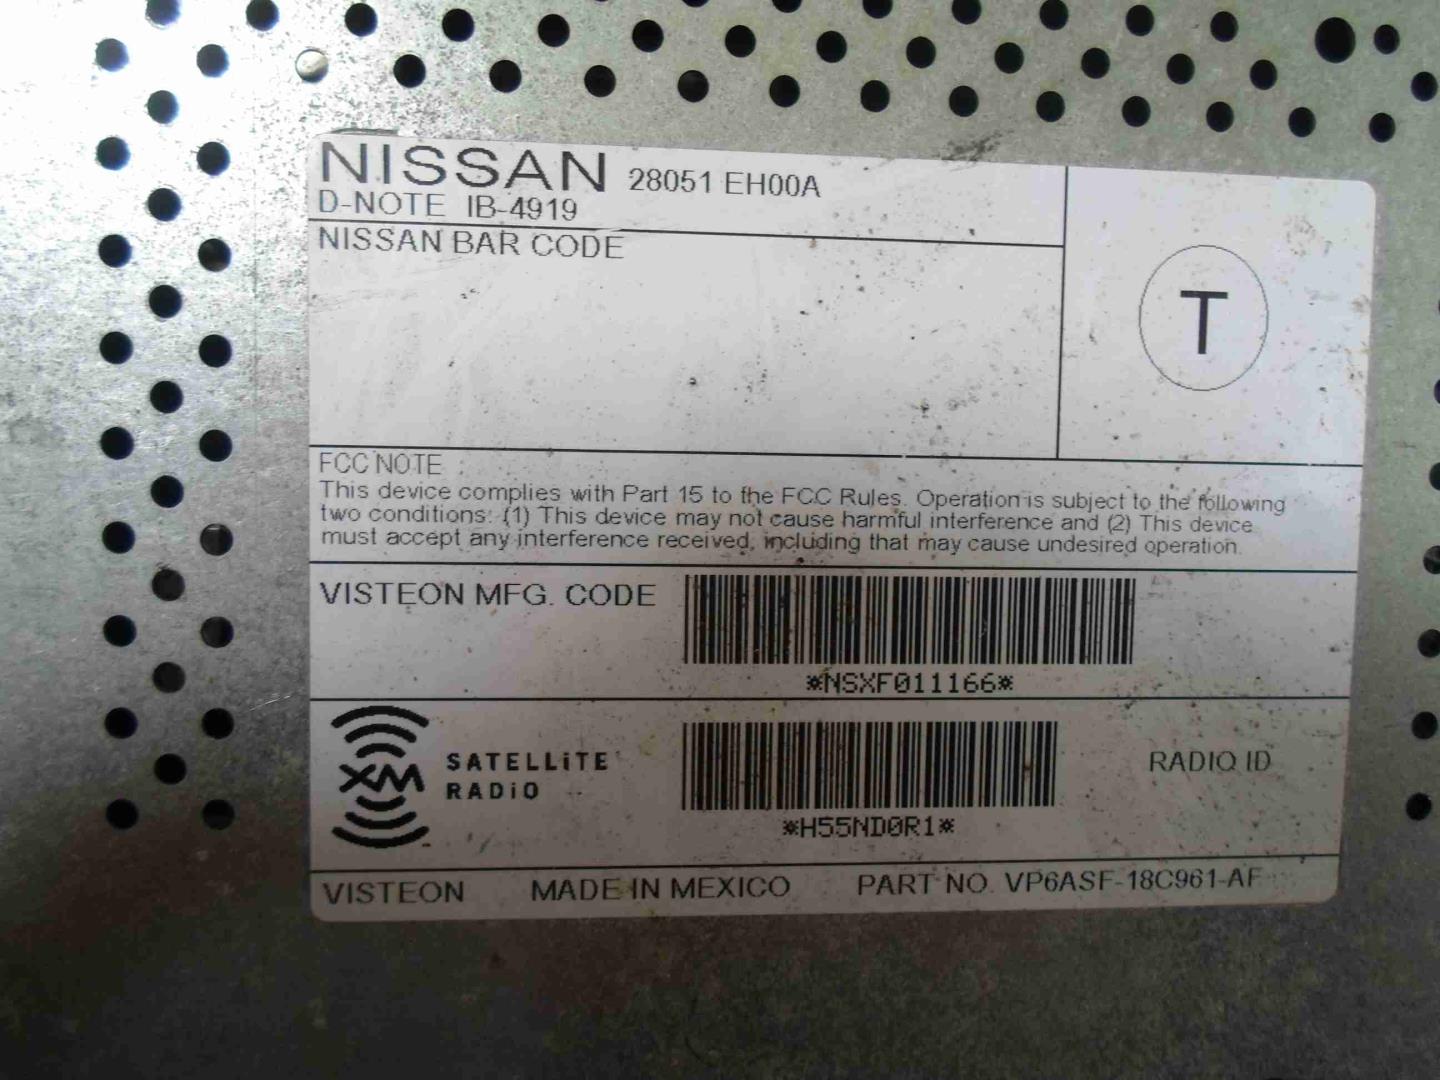 NISSAN 28051 EH00A
D-NOTE IB-4919
NISSAN BAR CODE
T
FCC NOTE :
This device complies with Part 15 to the FCC Rules. Operation is subject to the following
two conditions: (1) This device may not cause harmful interference and (2) This device
must accept any interference received, including that may cause undesired operation.
VISTEON MFG. CODE
*NSXF011166*
XM SATELLiTE
RADiO
RADIO ID
*H55ND0R1*
VISTEON MADE IN MEXICO PART NO. VP6ASF-18C961-AF